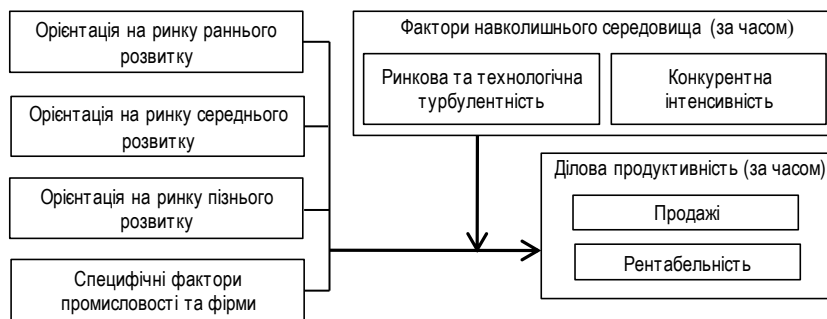 Орієнтація на ринку раннього
розвитку
Орієнтація на ринку середнього
розвитку
Орієнтація на ринку пізнього
розвитку
Специфічні фактори
промисловості та фірми
Фактори навколишнього середовища (за часом)
Ринкова та технологічна
турбулентність
Конкурентна
інтенсивність
Ділова продуктивність (за часом)
Продажі
Рентабельність